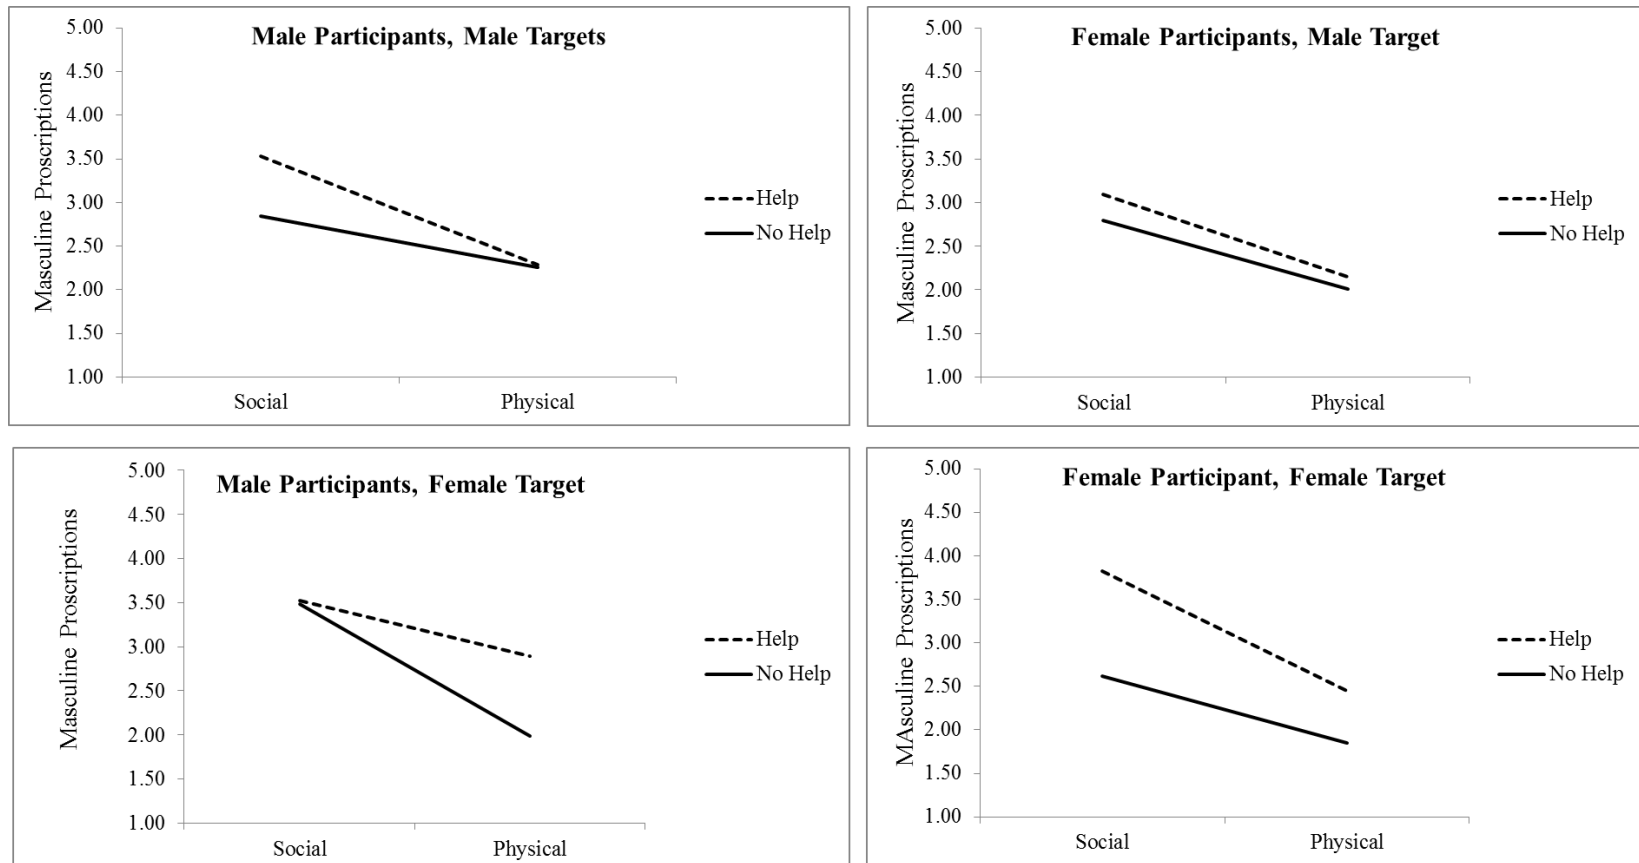 Male Participants, Male Targets
Masculine Proscriptions
5.00
4.50
4.00
3.50
3.00
2.50
2.00
1.50
1.00
Social Physical
Help
No Help
Female Participants, Male Target
Masculine Proscriptions
5.00
4.50
4.00
3.50
3.00
2.50
2.00
1.50
1.00
Social Physical
Help
No Help
Male Participants, Female Target
Masculine Proscriptions
5.00
4.50
4.00
3.50
3.00
2.50
2.00
1.50
1.00
Social Physical
Help
No Help
Female Participant, Female Target
MAsculine Proscriptions
5.00
4.50
4.00
3.50
3.00
2.50
2.00
1.50
1.00
Social Physical
Help
No Help